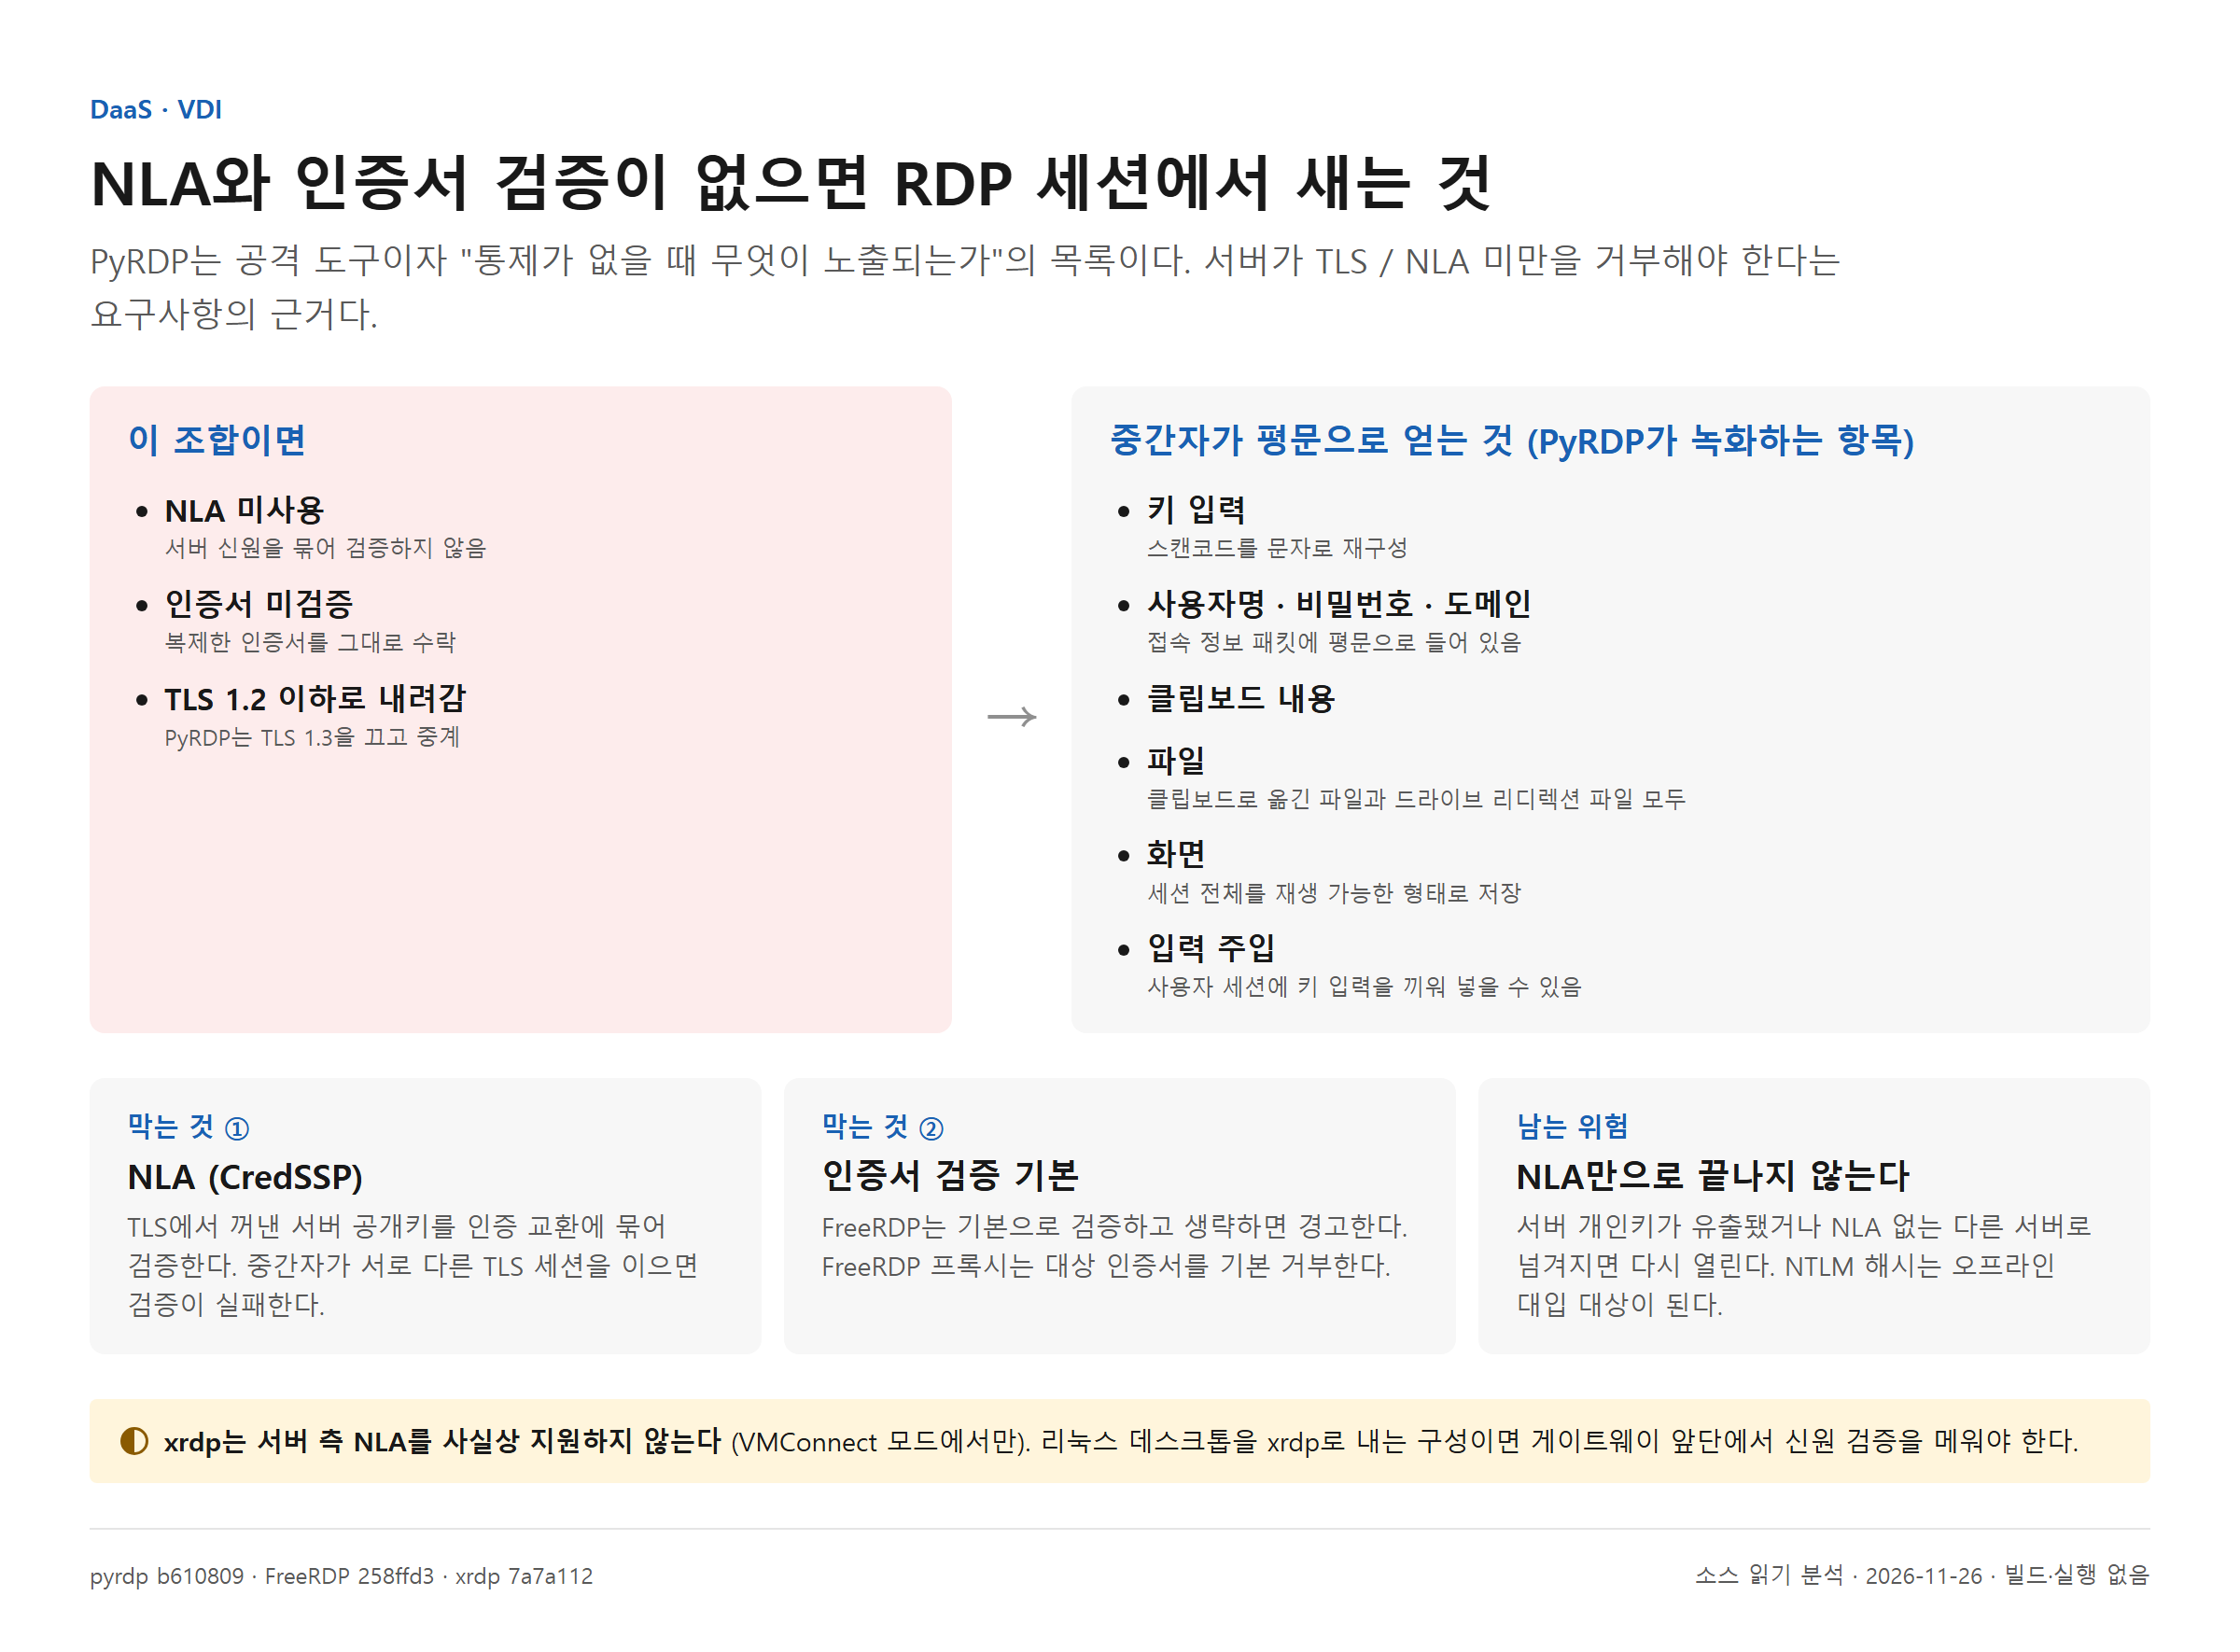 DaaS · VDI
NLA와 인증서 검증이 없으면 RDP 세션에서 새는 것
PyRDP는 공격 도구이자 "통제가 없을 때 무엇이 노출되는가"의 목록이다. 서버가 TLS / NLA 미만을 거부해야 한다는
요구사항의 근거다.
이 조합이면
• NLA 미사용
서버 신원을 묶어 검증하지 않음
• 인증서 미검증
복제한 인증서를 그대로 수락
• TLS 1.2 이하로 내려감
PyRDP는 TLS 1.3을 끄고 중계
→
중간자가 평문으로 얻는 것 (PyRDP가 녹화하는 항목)
• 키 입력
스캔코드를 문자로 재구성
• 사용자명 · 비밀번호 · 도메인
접속 정보 패킷에 평문으로 들어 있음
• 클립보드 내용
• 파일
클립보드로 옮긴 파일과 드라이브 리디렉션 파일 모두
• 화면
세션 전체를 재생 가능한 형태로 저장
• 입력 주입
사용자 세션에 키 입력을 끼워 넣을 수 있음
막는 것 ①
NLA (CredSSP)
TLS에서 꺼낸 서버 공개키를 인증 교환에 묶어
검증한다. 중간자가 서로 다른 TLS 세션을 이으면
검증이 실패한다.
막는 것 ②
인증서 검증 기본
FreeRDP는 기본으로 검증하고 생략하면 경고한다.
FreeRDP 프록시는 대상 인증서를 기본 거부한다.
남는 위험
NLA만으로 끝나지 않는다
서버 개인키가 유출됐거나 NLA 없는 다른 서버로
넘겨지면 다시 열린다. NTLM 해시는 오프라인
대입 대상이 된다.
xrdp는 서버 측 NLA를 사실상 지원하지 않는다 (VMConnect 모드에서만). 리눅스 데스크톱을 xrdp로 내는 구성이면 게이트웨이 앞단에서 신원 검증을 메워야 한다.
pyrdp b610809 · FreeRDP 258ffd3 · xrdp 7a7a112
소스 읽기 분석 · 2026-11-26 · 빌드·실행 없음